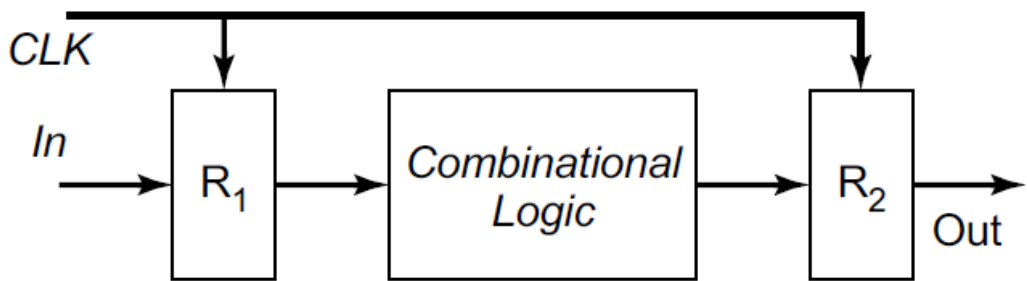 CLK
In
R1
Combinational
Logic
R2
Out